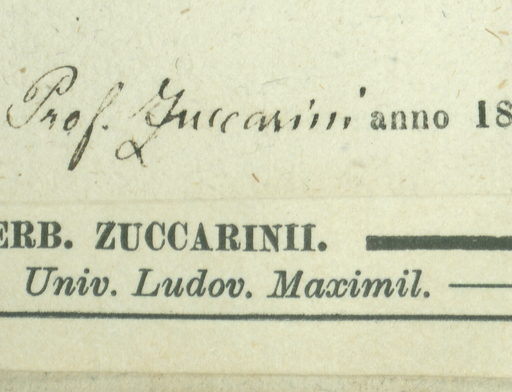 Prof. Zuccarini anno 18
ERB. ZUCCARINII.
Univ. Ludov. Maximil.